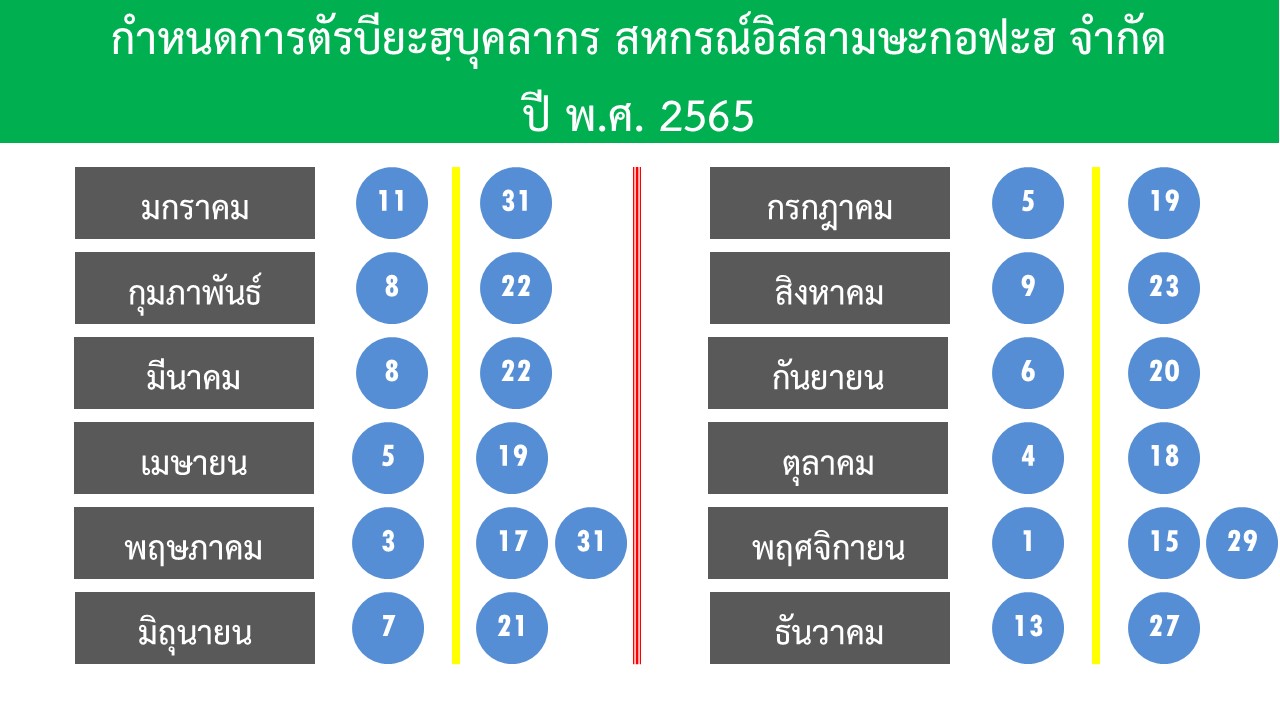 กำหนดการตัรบียะฮฺบุคลากร สหกรณ์อิสลามษะกอฟะฮ จำกัด
ปี พ.ศ. 2565
มกราคม 11 31
กุมภาพันธ์ 8 22
มีนาคม 8 22
เมษายน 5 19
พฤษภาคม 3 17 31
มิถุนายน 7 21
กรกฎาคม 5 19
สิงหาคม 9 23
กันยายน 6 20
ตุลาคม 4 18
พฤศจิกายน 1 15 29
ธันวาคม 13 27